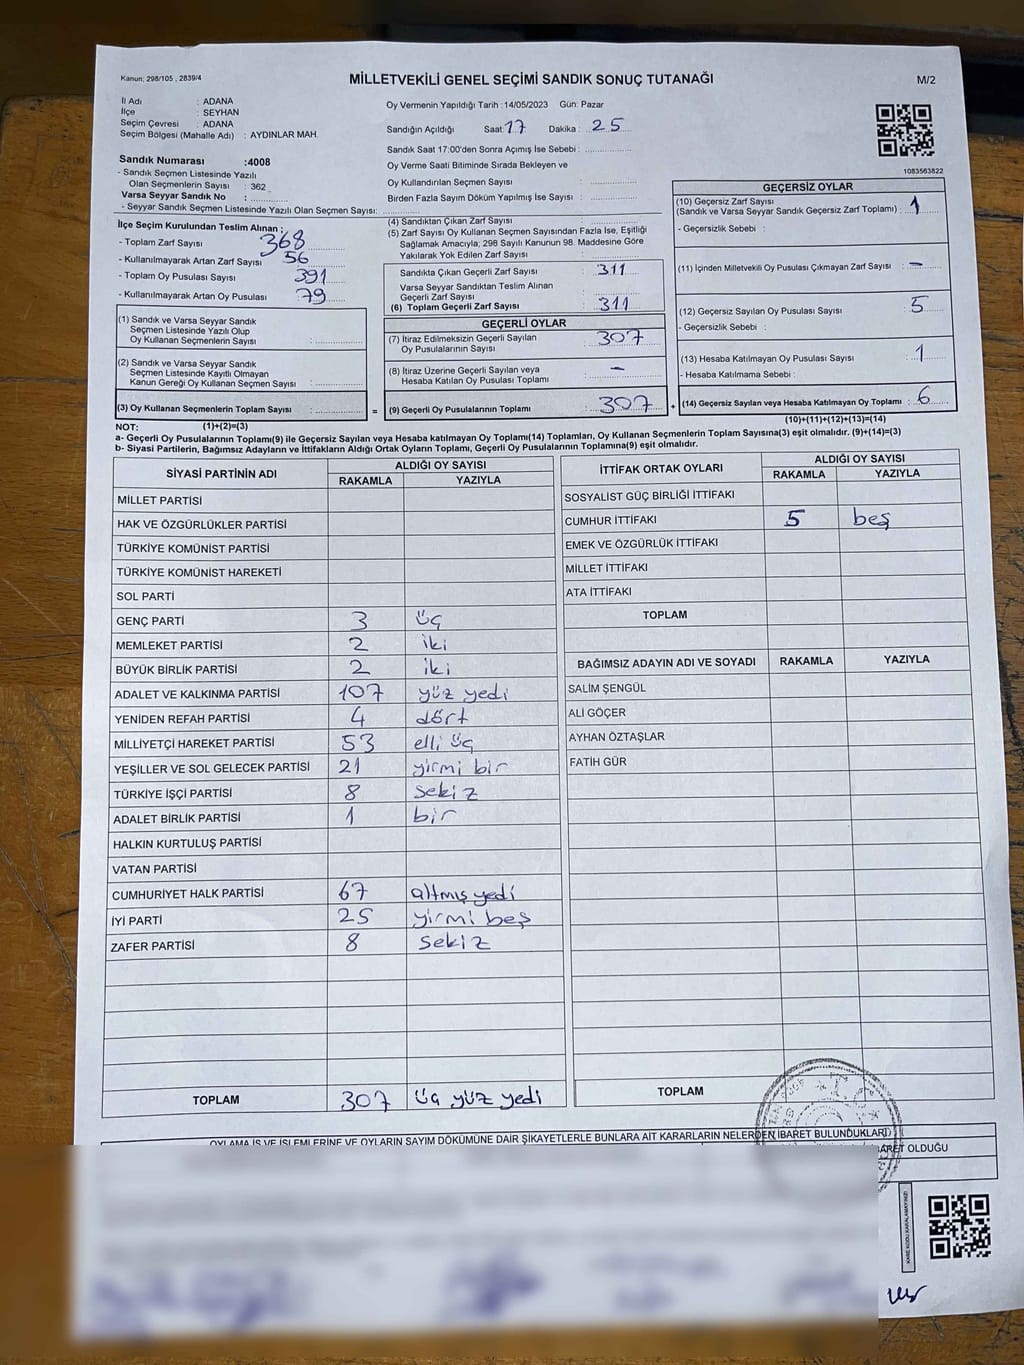 Kanun: 298/105 , 2839/4
MİLLETVEKİLİ GENEL SEÇİMİ SANDIK SONUÇ TUTANAĞI
M/2
İl Adı : ADANA
İlçe : SEYHAN
Seçim Çevresi : ADANA
Seçim Bölgesi (Mahalle Adı) : AYDINLAR MAH.
Sandık Numarası :4008
- Sandık Seçmen Listesinde Yazılı
Olan Seçmenlerin Sayısı : 362
Varsa Seyyar Sandık No : ............
- Seyyar Sandık Seçmen Listesinde Yazılı Olan Seçmen Sayısı: ............
Oy Vermenin Yapıldığı Tarih : 14/05/2023 Gün: Pazar
Sandığın Açıldığı Saat: 17 Dakika : 25
Sandık Saat 17:00'den Sonra Açımış İse Sebebi : ............
Oy Verme Saati Bitiminde Sırada Bekleyen ve
Oy Kullandırılan Seçmen Sayısı : ............
Birden Fazla Sayım Döküm Yapılmış İse Sayısı : ............
1083563822
İlçe Seçim Kurulundan Teslim Alınan ;
- Toplam Zarf Sayısı : 368
- Kullanılmayarak Artan Zarf Sayısı : 56
- Toplam Oy Pusulası Sayısı : 391
- Kullanılmayarak Artan Oy Pusulası : 79
(1) Sandık ve Varsa Seyyar Sandık
Seçmen Listesinde Yazılı Olup
Oy Kullanan Seçmenlerin Sayısı : ............
(2) Sandık ve Varsa Seyyar Sandık
Seçmen Listesinde Kayıtlı Olmayan
Kanun Gereği Oy Kullanan Seçmen Sayısı : ............
(3) Oy Kullanan Seçmenlerin Toplam Sayısı : ............ =
(4) Sandıktan Çıkan Zarf Sayısı : ............
(5) Zarf Sayısı Oy Kullanan Seçmen Sayısından Fazla İse, Eşitliği
Sağlamak Amacıyla; 298 Sayılı Kanunun 98. Maddesine Göre
Yakılarak Yok Edilen Zarf Sayısı : ............
Sandıkta Çıkan Geçerli Zarf Sayısı : 311
Varsa Seyyar Sandıktan Teslim Alınan
Geçerli Zarf Sayısı : ............
(6) Toplam Geçerli Zarf Sayısı : 311
GEÇERLİ OYLAR
(7) İtiraz Edilmeksizin Geçerli Sayılan
Oy Pusulalarının Sayısı : 307
(8) İtiraz Üzerine Geçerli Sayılan veya
Hesaba Katılan Oy Pusulası Toplamı : –
(9) Geçerli Oy Pusulalarının Toplamı : 307 +
GEÇERSİZ OYLAR
(10) Geçersiz Zarf Sayısı
(Sandık ve Varsa Seyyar Sandık Geçersiz Zarf Toplamı) : 1
- Geçersizlik Sebebi :
(11) İçinden Milletvekili Oy Pusulası Çıkmayan Zarf Sayısı : –
(12) Geçersiz Sayılan Oy Pusulası Sayısı : 5
- Geçersizlik Sebebi :
(13) Hesaba Katılmayan Oy Pusulası Sayısı : 1
- Hesaba Katılmama Sebebi :
(14) Geçersiz Sayılan veya Hesaba Katılmayan Oy Toplamı : 6
NOT: (1)+(2)=(3)
(10)+(11)+(12)+(13)=(14)
a- Geçerli Oy Pusulalarının Toplamı(9) ile Geçersiz Sayılan veya Hesaba katılmayan Oy Toplamı(14) Toplamları, Oy Kullanan Seçmenlerin Toplam Sayısına(3) eşit olmalıdır. (9)+(14)=(3)
b- Siyasi Partilerin, Bağımsız Adayların ve İttifakların Aldığı Ortak Oyların Toplamı, Geçerli Oy Pusulalarının Toplamına(9) eşit olmalıdır.
SİYASİ PARTİNİN ADI ALDIĞI OY SAYISI
RAKAMLA YAZIYLA
MİLLET PARTİSİ
HAK VE ÖZGÜRLÜKLER PARTİSİ
TÜRKİYE KOMÜNİST PARTİSİ
TÜRKİYE KOMÜNİST HAREKETİ
SOL PARTİ
GENÇ PARTİ 3 üç
MEMLEKET PARTİSİ 2 iki
BÜYÜK BİRLİK PARTİSİ 2 iki
ADALET VE KALKINMA PARTİSİ 107 yüz yedi
YENİDEN REFAH PARTİSİ 4 dört
MİLLİYETÇİ HAREKET PARTİSİ 53 elli üç
YEŞİLLER VE SOL GELECEK PARTİSİ 21 yirmi bir
TÜRKİYE İŞÇİ PARTİSİ 8 sekiz
ADALET BİRLİK PARTİSİ 1 bir
HALKIN KURTULUŞ PARTİSİ
VATAN PARTİSİ
CUMHURİYET HALK PARTİSİ 67 altmış yedi
İYİ PARTİ 25 yirmi beş
ZAFER PARTİSİ 8 sekiz
TOPLAM 307 üç yüz yedi
İTTİFAK ORTAK OYLARI ALDIĞI OY SAYISI
RAKAMLA YAZIYLA
SOSYALİST GÜÇ BİRLİĞİ İTTİFAKI
CUMHUR İTTİFAKI 5 beş
EMEK VE ÖZGÜRLÜK İTTİFAKI
MİLLET İTTİFAKI
ATA İTTİFAKI
TOPLAM
BAĞIMSIZ ADAYIN ADI VE SOYADI RAKAMLA YAZIYLA
SALİM ŞENGÜL
ALİ GÖÇER
AYHAN ÖZTAŞLAR
FATİH GÜR
TOPLAM
OYLAMA İŞ VE İŞLEMLERİNE VE OYLARIN SAYIM DÖKÜMÜNE DAİR ŞİKAYETLERLE BUNLARA AİT KARARLARIN NELERDEN İBARET BULUNDUKLARI)
OLDUĞU
KARE KODU KARALAMAYINIZ!